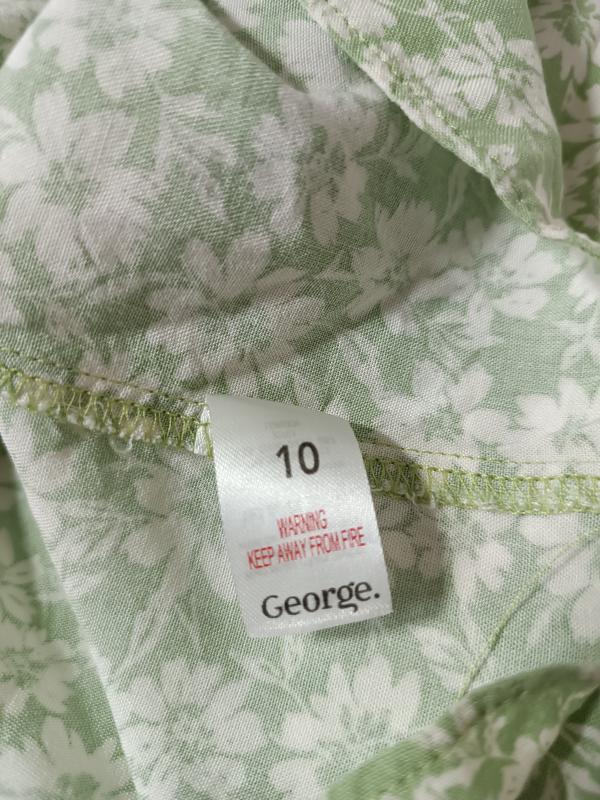 10
WARNING
KEEP AWAY FROM FIRE
George.